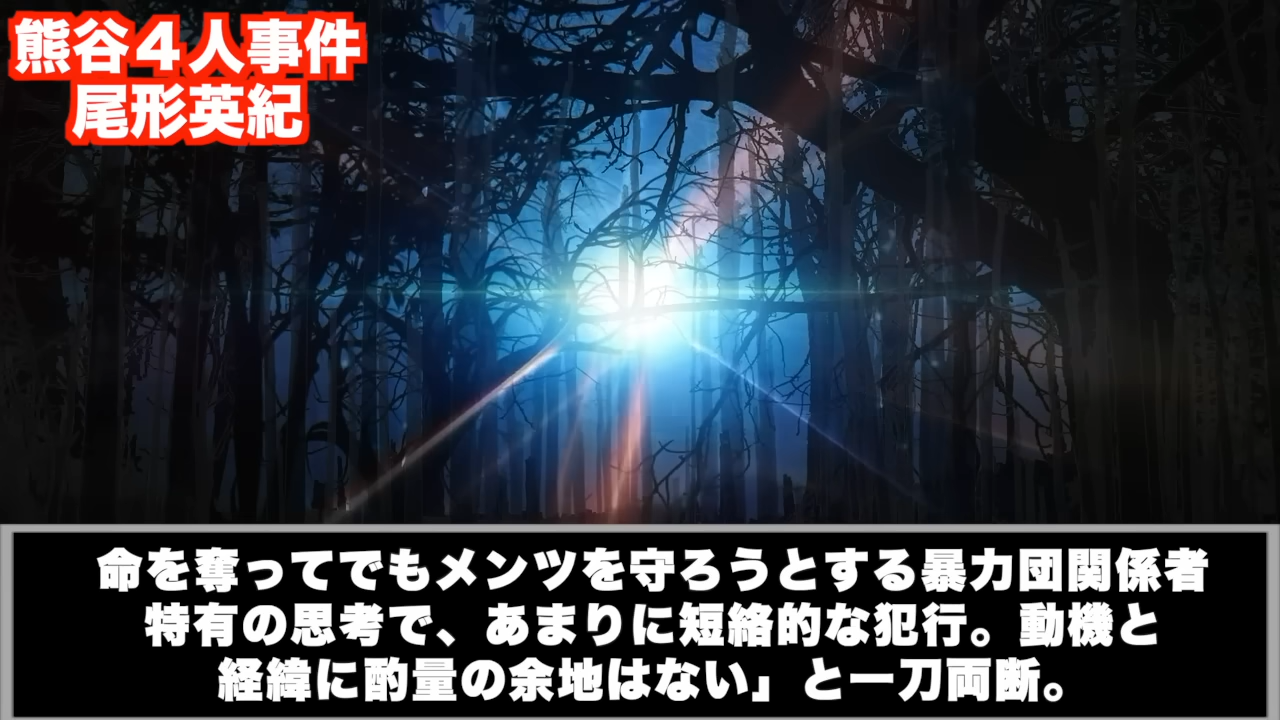 熊谷4人事件
尾形英紀
命を奪ってでもメンツを守ろうとする暴力団関係者
特有の思考で、あまりに短絡的な犯行。動機と
経緯に酌量の余地はない」と一刀両断。